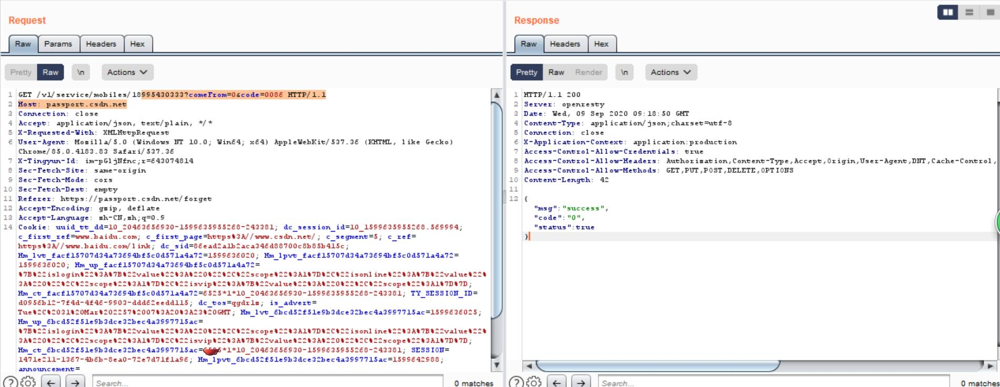 Request
Raw Params Headers Hex
Pretty Raw \n Actions
1 GET /v1/service/mobiles/18995430333?comeFrom=0&code=0086 HTTP/1.1
2 Host: passport.csdn.net
3 Connection: close
4 Accept: application/json, text/plain, */*
5 X-Requested-With: XMLHttpRequest
6 User-Agent: Mozilla/5.0 (Windows NT 10.0; Win64; x64) AppleWebKit/537.36 (KHTML, like Gecko)
Chrome/85.0.4183.83 Safari/537.36
7 X-Tingyun-Id: im-pGljNfnc;r=643074814
8 Sec-Fetch-Site: same-origin
9 Sec-Fetch-Mode: cors
10 Sec-Fetch-Dest: empty
11 Referer: https://passport.csdn.net/forget
12 Accept-Encoding: gzip, deflate
13 Accept-Language: zh-CN,zh;q=0.9
14 Cookie: uuid_tt_dd=10_20463656930-1599635955268-243381; dc_session_id=10_1599635955268.569994;
c_first_ref=www.baidu.com; c_first_page=https%3A//www.csdn.net/; c_segment=5; c_ref=
https%3A//www.baidu.com/link; dc_sid=86ead2a1b2aca346d88700c8b85b415c;
Hm_lvt_facf15707d34a73694bf5c0d571a4a72=1599636020; Hm_lpvt_facf15707d34a73694bf5c0d571a4a72=
1599636020; Hm_up_facf15707d34a73694bf5c0d571a4a72=
%7B%22islogin%22%3A%7B%22value%22%3A%220%22%2C%22scope%22%3A1%7D%2C%22isonline%22%3A%7B%22value%22%
3A%220%22%2C%22scope%22%3A1%7D%2C%22isvip%22%3A%7B%22value%22%3A%220%22%2C%22scope%22%3A1%7D%7D;
Hm_ct_facf15707d34a73694bf5c0d571a4a72=6525*1*10_20463656930-1599635955268-243381; TY_SESSION_ID=
d0956b12-7f4d-4f46-9903-ddd62eedd115; dc_tos=qgdrls; is_advert=
Tue%2C%2031%20Mar%202257%2007%3A20%3A23%20GMT; Hm_lvt_6bcd52f51e9b3dce32bec4a3997715ac=1599636025;
Hm_up_6bcd52f51e9b3dce32bec4a3997715ac=
%7B%22islogin%22%3A%7B%22value%22%3A%220%22%2C%22scope%22%3A1%7D%2C%22isonline%22%3A%7B%22value%22%
3A%220%22%2C%22scope%22%3A1%7D%2C%22isvip%22%3A%7B%22value%22%3A%220%22%2C%22scope%22%3A1%7D%7D;
Hm_ct_6bcd52f51e9b3dce32bec4a3997715ac=6525*1*10_20463656930-1599635955268-243381; SESSION=
1471e211-1367-4b6b-8ea0-72e7d71f1a96; Hm_lpvt_6bcd52f51e9b3dce32bec4a3997715ac=1599642988;
announcement=
? Search... 0 matches
Response
Raw Headers Hex
Pretty Raw Render \n Actions
1 HTTP/1.1 200
2 Server: openresty
3 Date: Wed, 09 Sep 2020 09:18:50 GMT
4 Content-Type: application/json;charset=utf-8
5 Connection: close
6 X-Application-Context: application:production
7 Access-Control-Allow-Credentials: true
8 Access-Control-Allow-Headers: Authorization,Content-Type,Accept,Origin,User-Agent,DNT,Cache-Control,
9 Access-Control-Allow-Methods: GET,PUT,POST,DELETE,OPTIONS
10 Content-Length: 42
11
12 {
"msg":"success",
"code":"0",
"status":true
}
? Search... 0 matches